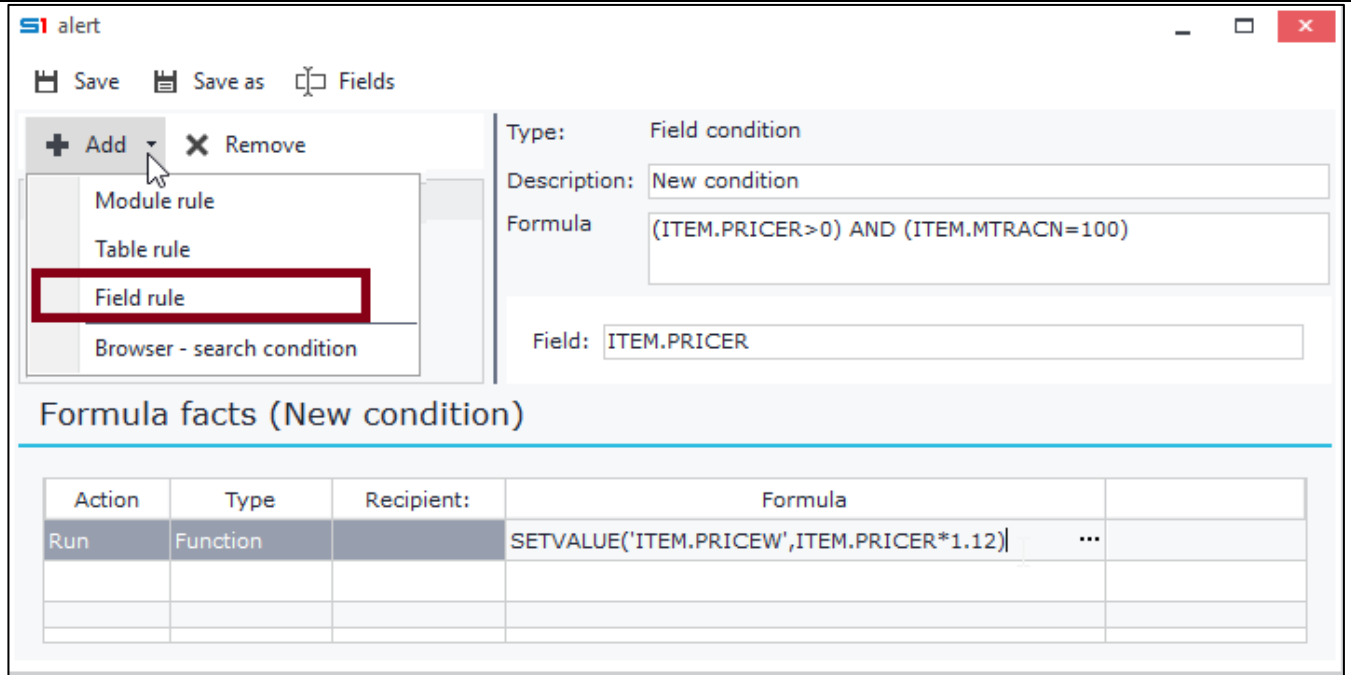 S1 alert
Save Save as Fields
Add Remove
Module rule
Table rule
Field rule
Browser - search condition
Type: Field condition
Description: New condition
Formula (ITEM.PRICER>0) AND (ITEM.MTRACN=100)
Field: ITEM.PRICER
Formula facts (New condition)
Action Type Recipient: Formula
Run Function SETVALUE('ITEM.PRICEW',ITEM.PRICER*1.12) ...